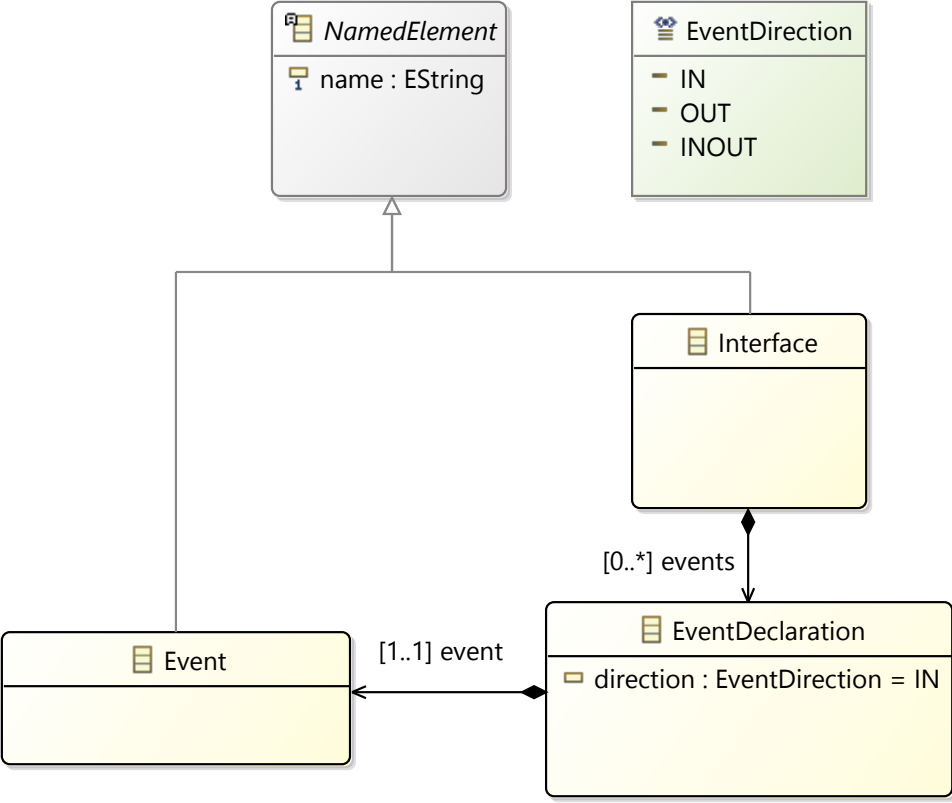 NamedElement
name : EString
EventDirection
IN
OUT
INOUT
Interface
[0..*] events
Event
[1..1] event
EventDeclaration
direction : EventDirection = IN